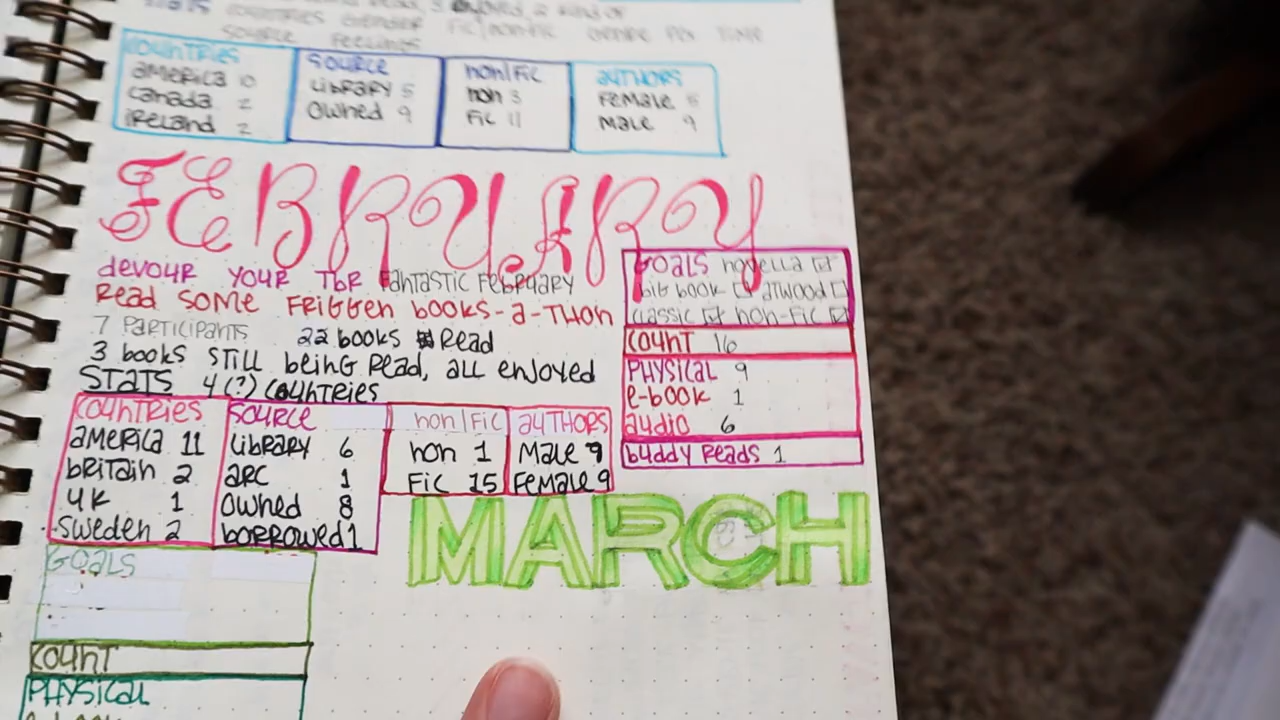 COUNTRIES
AMERICA 10
CANADA 2
IRELAND 2
SOURCE
LIBRARY 5
OWNED 9
NON/FIC
NON 3
FIC 11
AUTHORS
FEMALE 5
MALE 9
FEBRUARY
DEVOUR YOUR TBR FANTASTIC FEBRUARY
READ SOME FRIGGEN BOOKS-A-THON
7 PARTICIPANTS 22 BOOKS READ
3 BOOKS STILL BEING READ, ALL ENJOYED
STATS 4(?) COUNTRIES
GOALS NOVELLA ☑
BIG BOOK ☐ ATWOOD ☐
CLASSIC ☑ NON-FIC ☑
COUNT 16
PHYSICAL 9
E-BOOK 1
AUDIO 6
BUDDY READS 1
COUNTRIES
AMERICA 11
BRITAIN 2
UK 1
SWEDEN 2
SOURCE
LIBRARY 6
ARC 1
OWNED 8
BORROWED 1
NON/FIC
NON 1
FIC 15
AUTHORS
MALE 9
FEMALE 9
MARCH
GOALS
COUNT
PHYSICAL